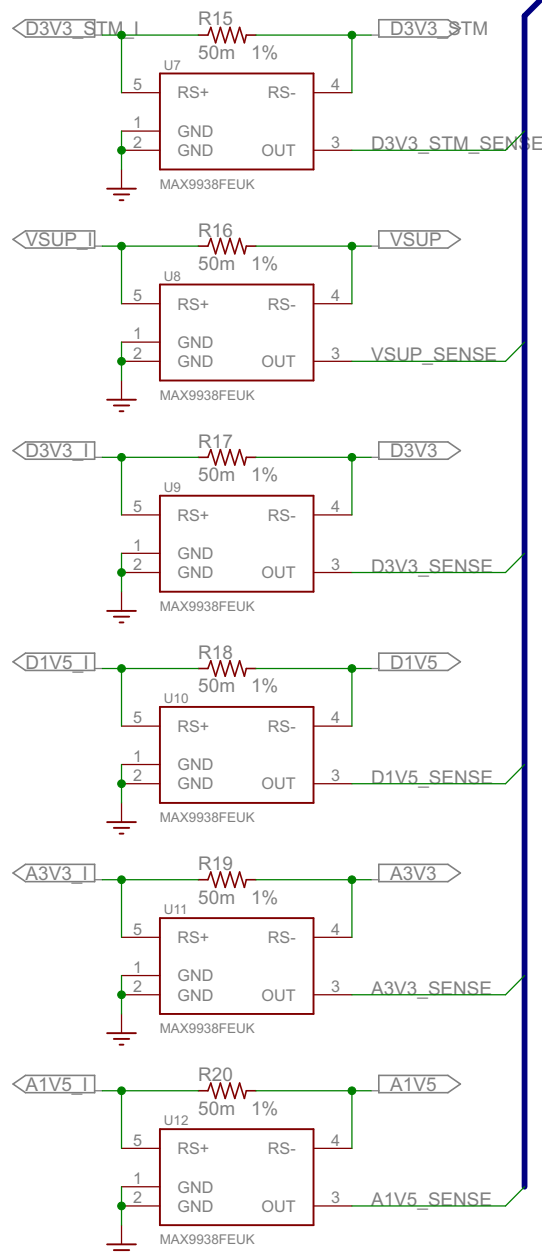 R15
D3V3_STM_I
D3V3_STM
50m 1%
U7
5 RS+ RS- 4
1 GND
2 GND OUT 3 D3V3_STM_SENSE
MAX9938FEUK
R16
VSUP_I
VSUP
50m 1%
U8
5 RS+ RS- 4
1 GND
2 GND OUT 3 VSUP_SENSE
MAX9938FEUK
R17
D3V3_I
D3V3
50m 1%
U9
5 RS+ RS- 4
1 GND
2 GND OUT 3 D3V3_SENSE
MAX9938FEUK
R18
D1V5_I
D1V5
50m 1%
U10
5 RS+ RS- 4
1 GND
2 GND OUT 3 D1V5_SENSE
MAX9938FEUK
R19
A3V3_I
A3V3
50m 1%
U11
5 RS+ RS- 4
1 GND
2 GND OUT 3 A3V3_SENSE
MAX9938FEUK
R20
A1V5_I
A1V5
50m 1%
U12
5 RS+ RS- 4
1 GND
2 GND OUT 3 A1V5_SENSE
MAX9938FEUK